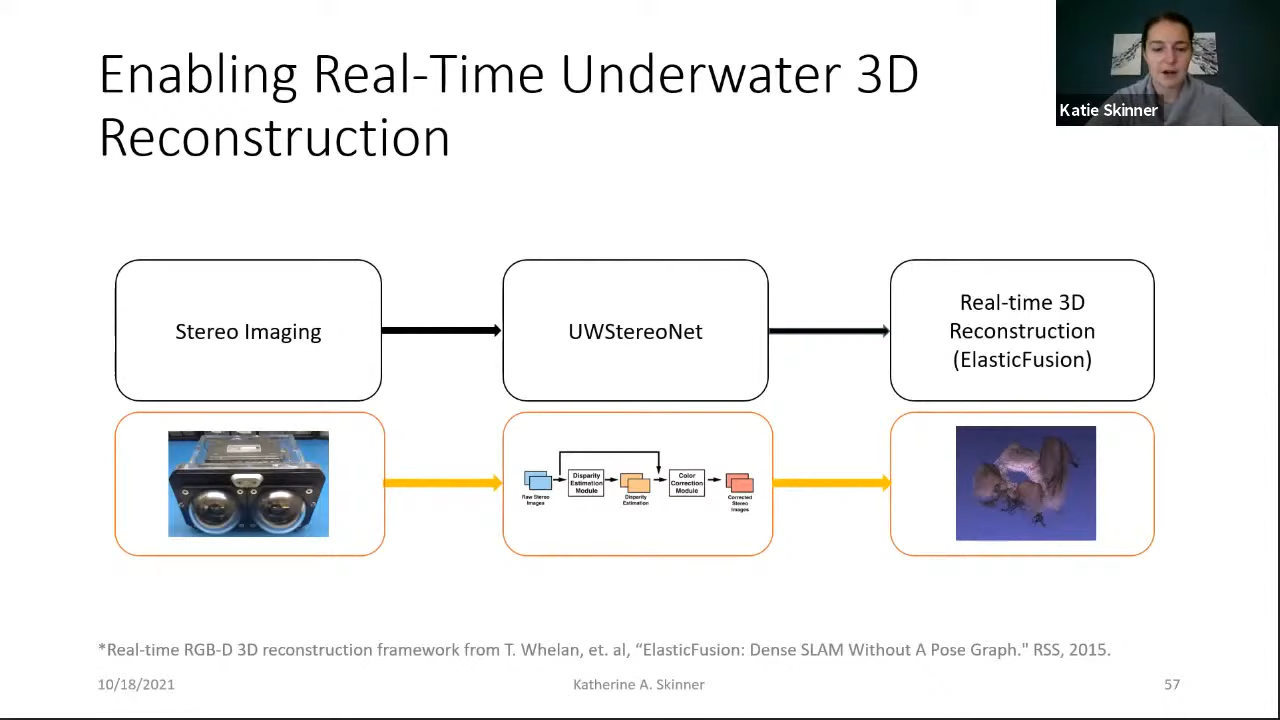 Enabling Real-Time Underwater 3D
Reconstruction
Katie Skinner
Stereo Imaging
UWStereoNet
Real-time 3D
Reconstruction
(ElasticFusion)
Raw Stereo
Images
Disparity
Estimation
Module
Disparity
Estimation
Color
Correction
Module
Corrected
Stereo
Images
*Real-time RGB-D 3D reconstruction framework from T. Whelan, et. al, “ElasticFusion: Dense SLAM Without A Pose Graph." RSS, 2015.
10/18/2021
Katherine A. Skinner
57